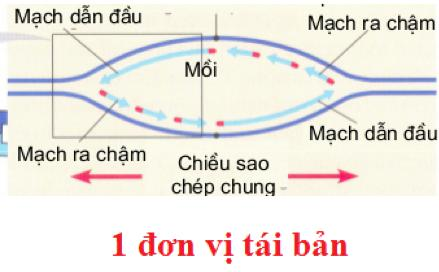 Mạch dẫn đầu
Mạch ra chậm
Mồi
Mạch ra chậm
Mạch dẫn đầu
Chiều sao
chép chung
1 đơn vị tái bản